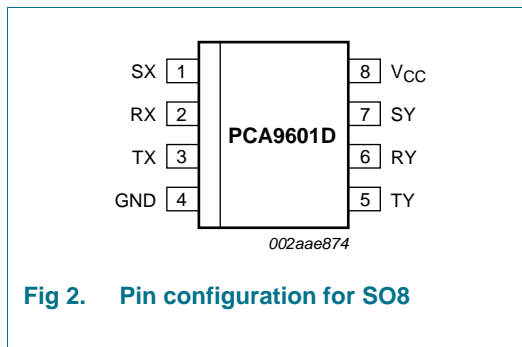 SX 1 8 VCC
RX 2 7 SY
PCA9601D
TX 3 6 RY
GND 4 5 TY
002aae874
Fig 2. Pin configuration for SO8